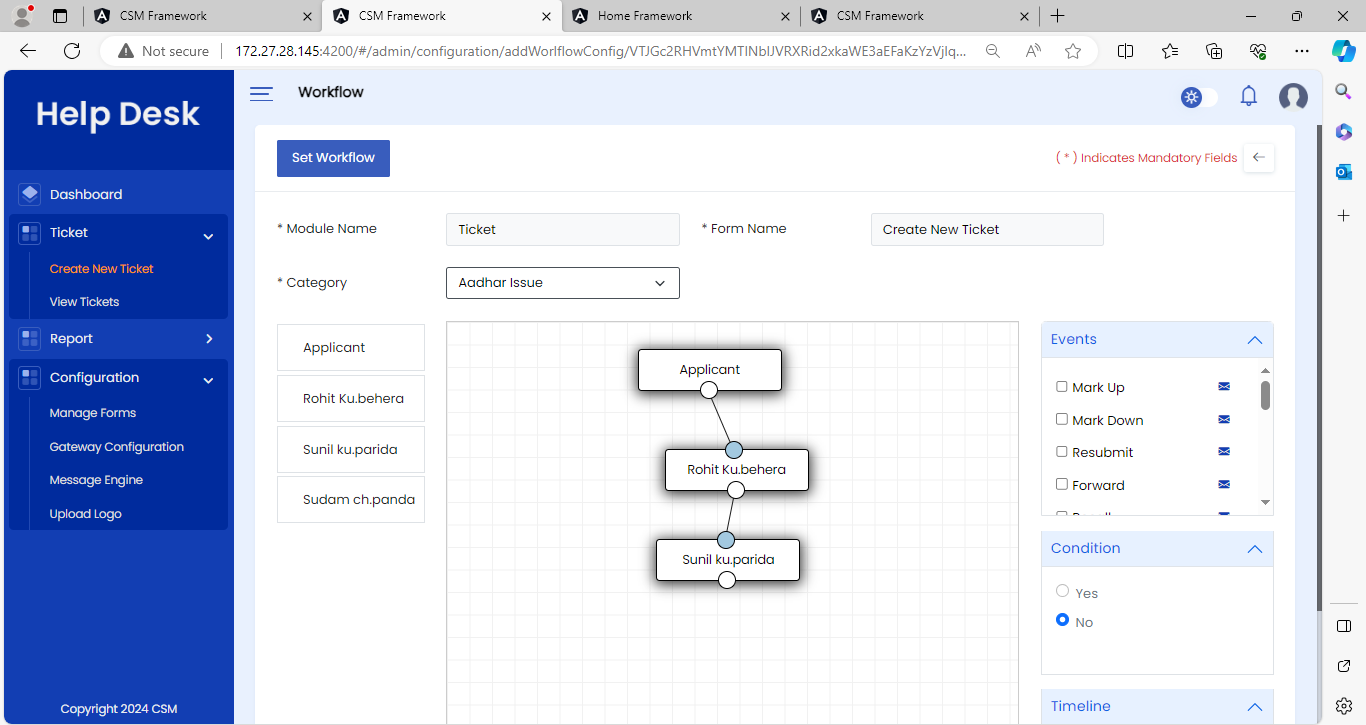 CSM Framework
CSM Framework
Home Framework
CSM Framework
Not secure
172.27.28.145:4200/#/admin/configuration/addWorlflowConfig/
Help Desk
Workflow
Set Workflow
( * ) Indicates Mandatory Fields
Dashboard
Ticket
Create New Ticket
View Tickets
Report
Configuration
Manage Forms
Gateway Configuration
Message Engine
Upload Logo
Copyright 2024 CSM
* Module Name
Ticket
* Form Name
Create New Ticket
* Category
Aadhar Issue
Applicant
Rohit Ku.behera
Sunil ku.parida
Sudam ch.panda
Applicant
Rohit Ku.behera
Sunil ku.parida
Events
Mark Up
Mark Down
Resubmit
Forward
Condition
Yes
No
Timeline